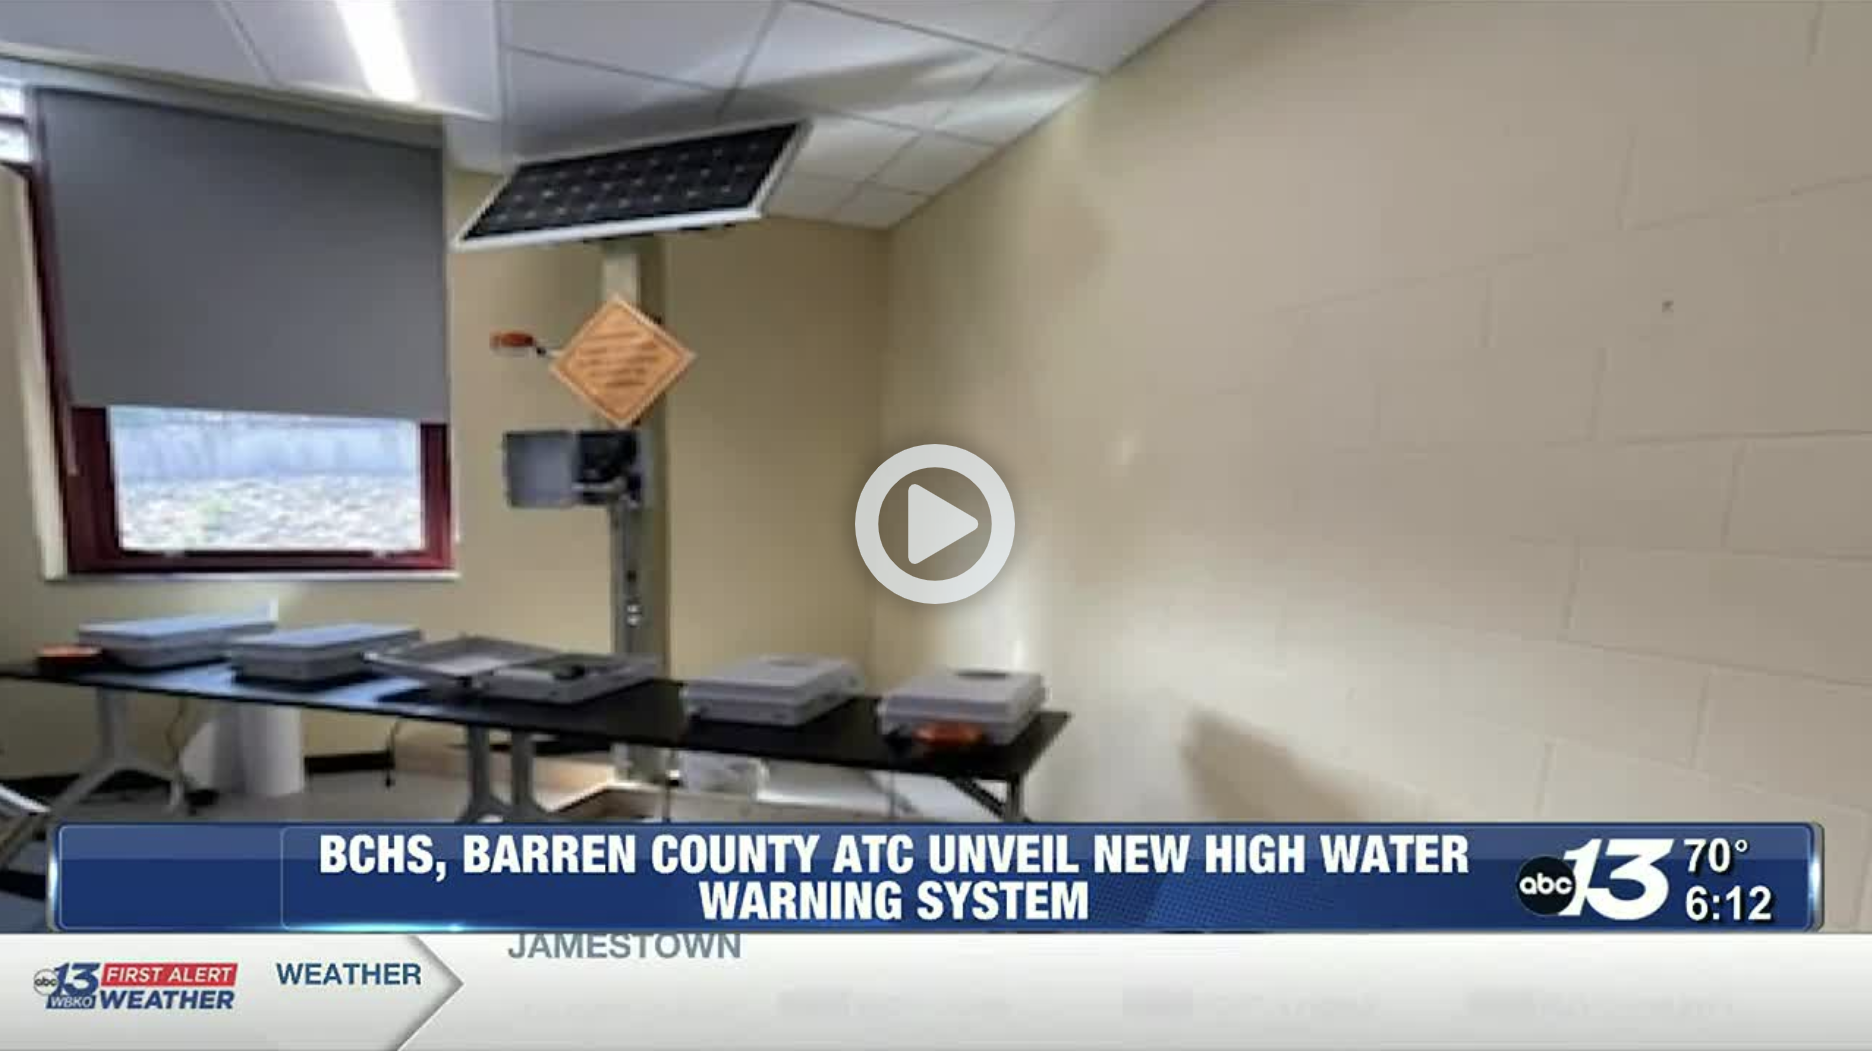 BCHS, BARREN COUNTY ATC UNVEIL NEW HIGH WATER
WARNING SYSTEM
abc 13
70°
6:12
abc 13 FIRST ALERT
WBKO WEATHER
WEATHER
JAMESTOWN